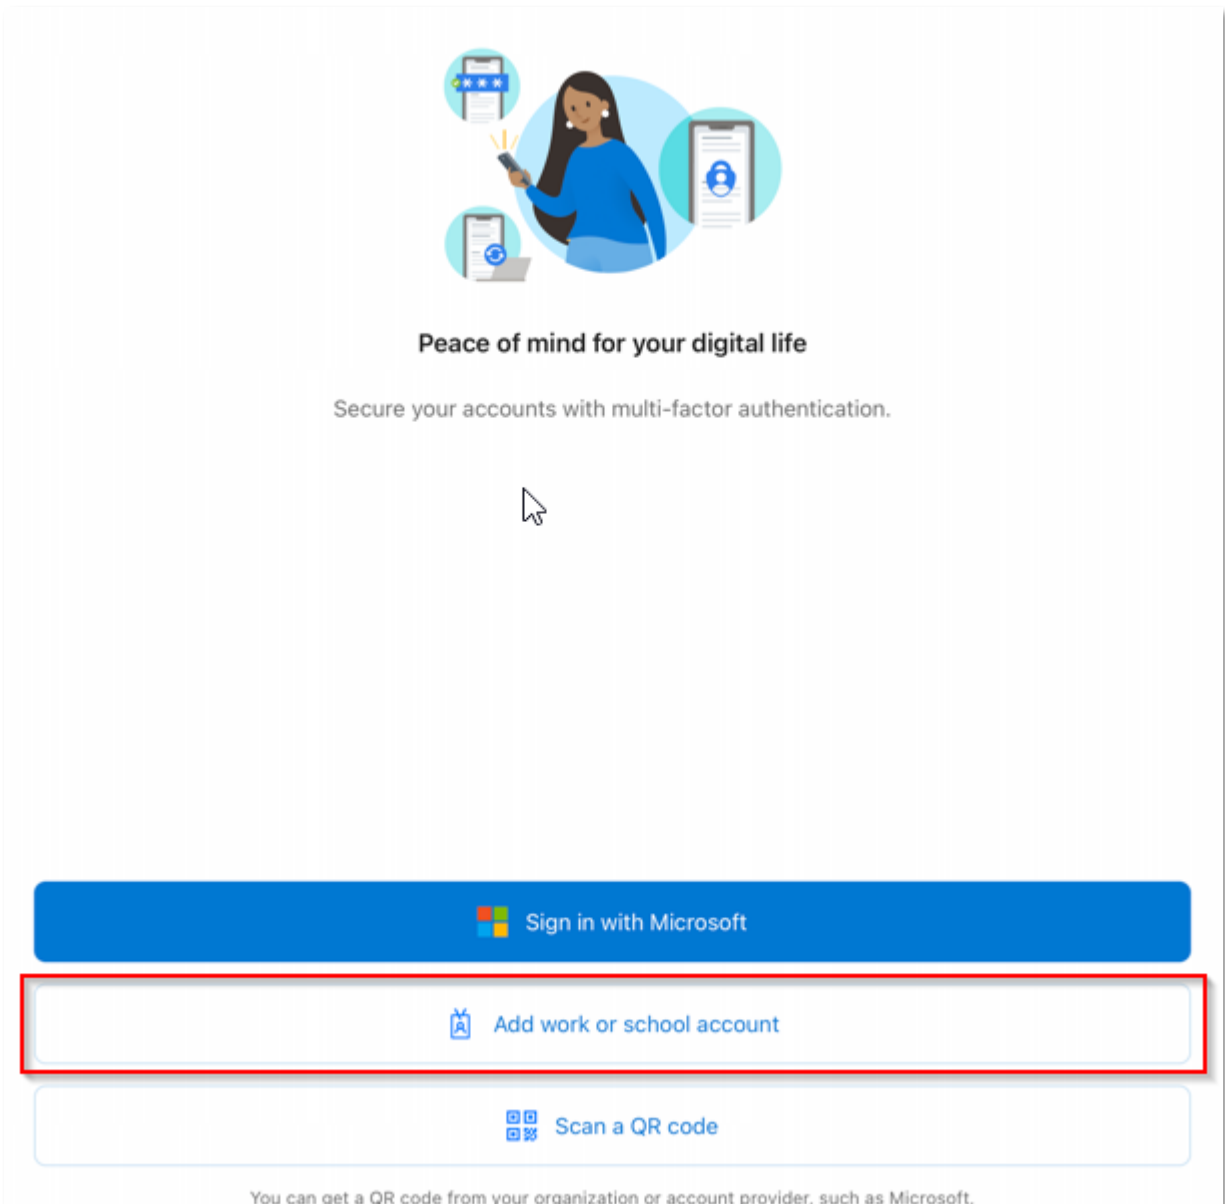 ***
Peace of mind for your digital life
Secure your accounts with multi-factor authentication.
Sign in with Microsoft
Add work or school account
Scan a QR code
You can get a QR code from your organization or account provider, such as Microsoft.